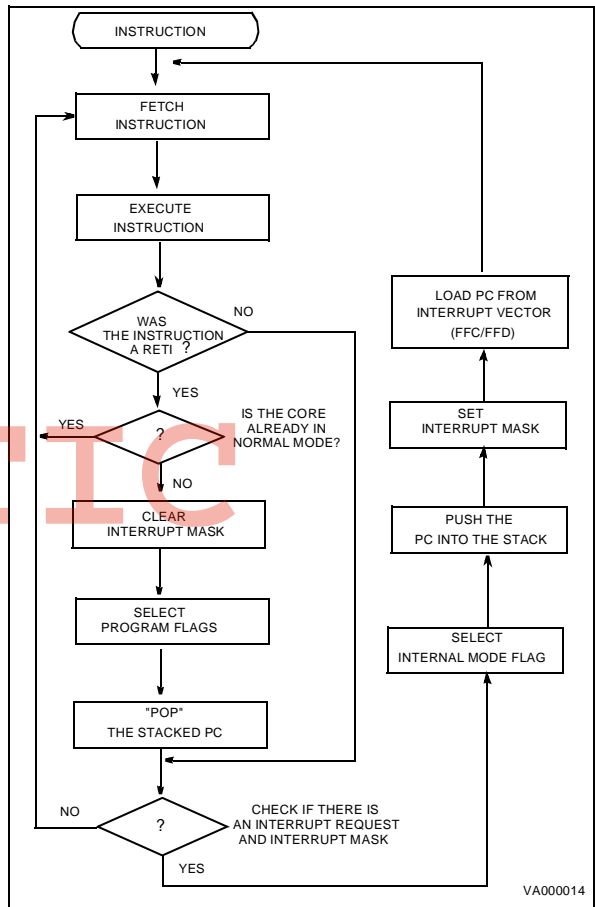 INSTRUCTION
FETCH
INSTRUCTION
EXECUTE
INSTRUCTION
WAS
THE INSTRUCTION
A RETI ?
NO
YES
?
IS THE CORE
ALREADY IN
NORMAL MODE?
YES
NO
CLEAR
INTERRUPT MASK
SELECT
PROGRAM FLAGS
"POP"
THE STACKED PC
?
CHECK IF THERE IS
AN INTERRUPT REQUEST
AND INTERRUPT MASK
NO
YES
LOAD PC FROM
INTERRUPT VECTOR
(FFC/FFD)
SET
INTERRUPT MASK
PUSH THE
PC INTO THE STACK
SELECT
INTERNAL MODE FLAG
VA000014
TIC